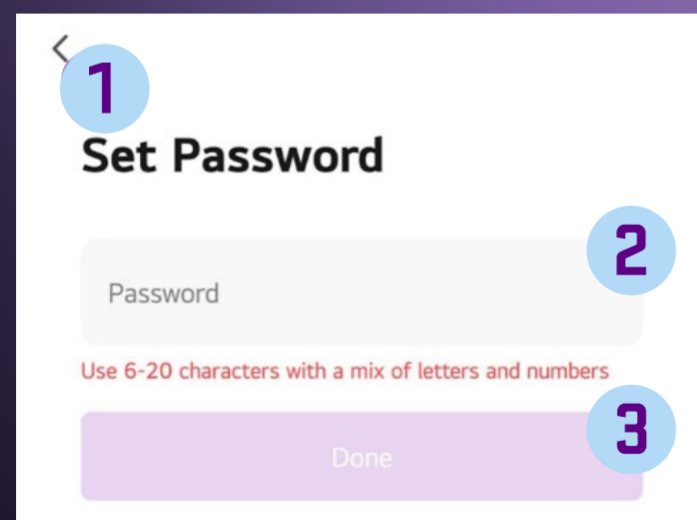 1
Set Password
2
Password
Use 6-20 characters with a mix of letters and numbers
3
Done